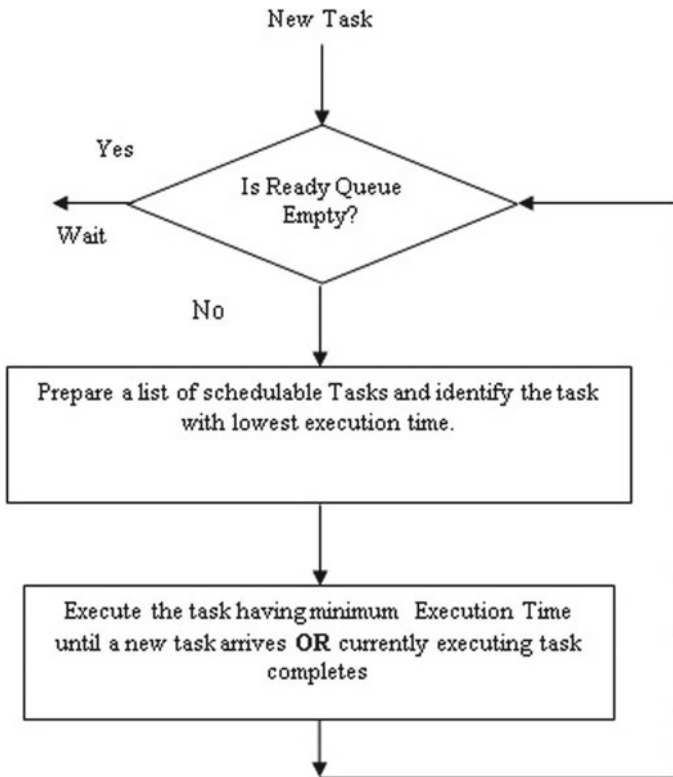 New Task
Yes
Is Ready Queue
Empty?
Wait
No
Prepare a list of schedulable Tasks and identify the task
with lowest execution time.
Execute the task having minimum Execution Time
until a new task arrives OR currently executing task
completes